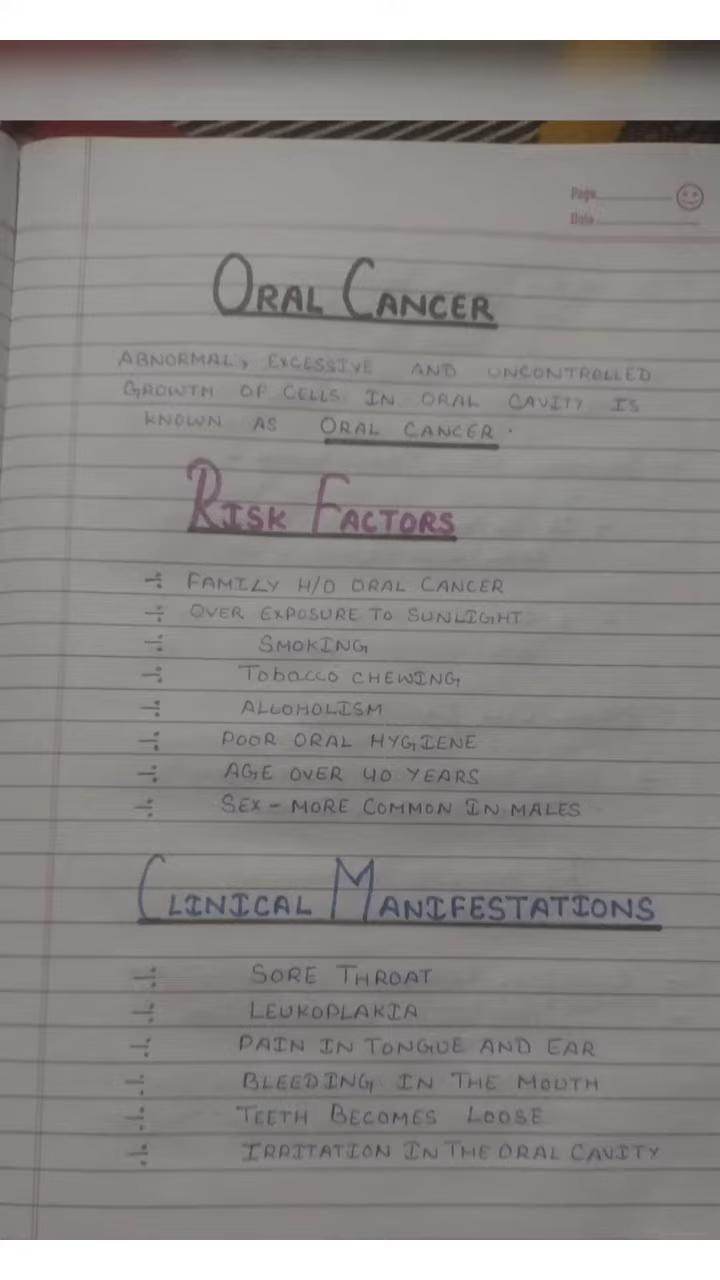 Page
Date
ORAL CANCER
ABNORMAL, EXCESSIVE AND UNCONTROLLED
GROWTH OF CELLS IN ORAL CAVITY IS
KNOWN AS ORAL CANCER.
RISK FACTORS
÷ FAMILY H/O ORAL CANCER
÷ OVER EXPOSURE TO SUNLIGHT
÷ SMOKING
÷ Tobacco CHEWING
÷ ALCOHOLISM
÷ POOR ORAL HYGIENE
÷ AGE OVER 40 YEARS
÷ SEX - MORE COMMON IN MALES
CLINICAL MANIFESTATIONS
÷ SORE THROAT
÷ LEUKOPLAKIA
÷ PAIN IN TONGUE AND EAR
÷ BLEEDING IN THE MOUTH
÷ TEETH BECOMES LOOSE
÷ IRRITATION IN THE ORAL CAVITY